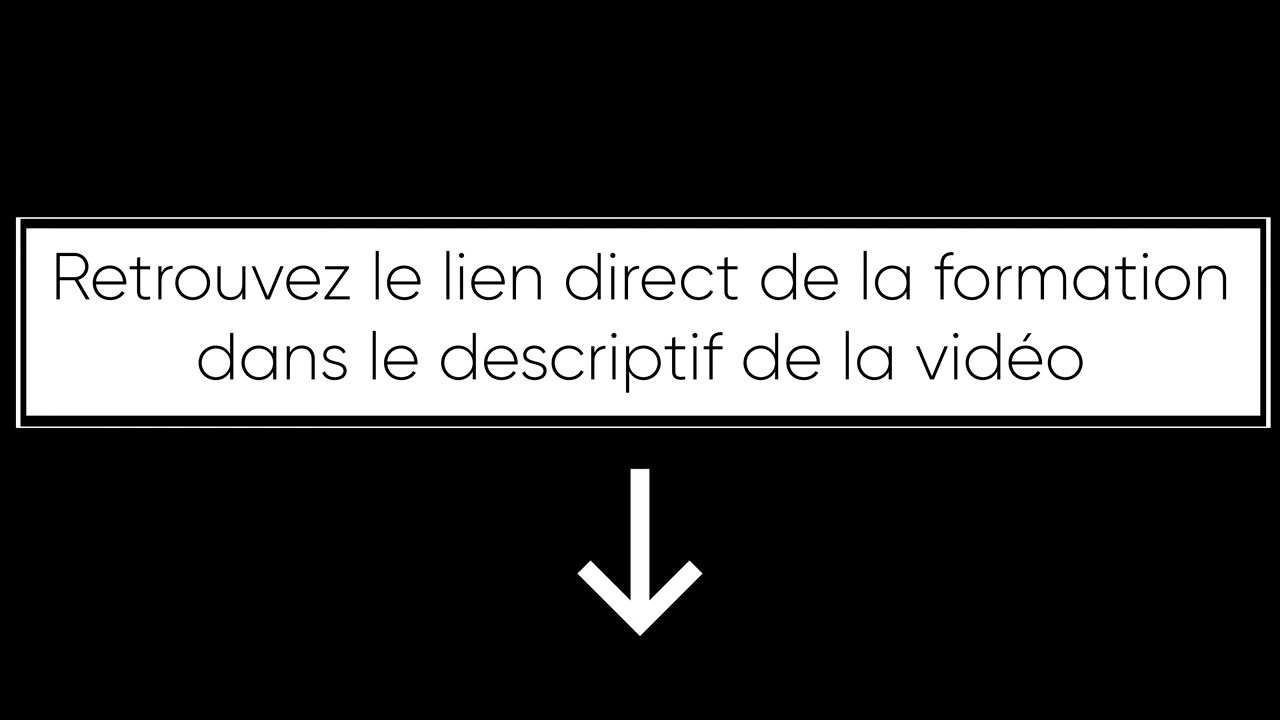 Retrouvez le lien direct de la formation
dans le descriptif de la vidéo